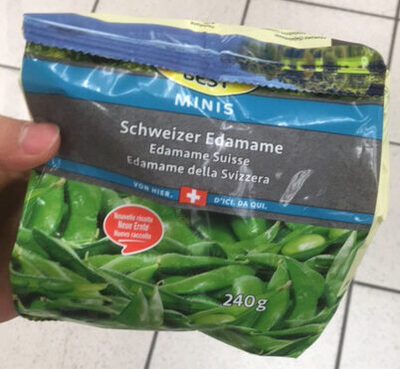 BEST
MINIS
Schweizer Edamame
Edamame Suisse
Edamame della Svizzera
VON HIER. D'ICI. DA QUI.
Nouvelle récolte
Neue Ernte
Nuovo raccolto
240g